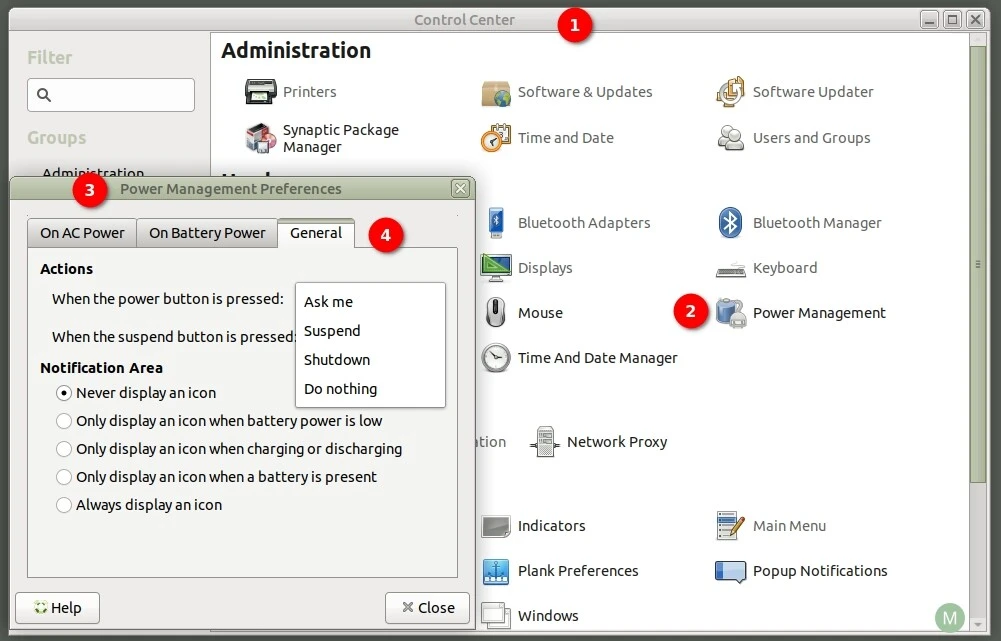 Control Center
1
Filter
Groups
Administration
Administration
Printers
Software & Updates
Software Updater
Synaptic Package
Manager
Time and Date
Users and Groups
Bluetooth Adapters
Bluetooth Manager
Displays
Keyboard
Mouse
2
Power Management
Time And Date Manager
Network Proxy
Indicators
Main Menu
Plank Preferences
Popup Notifications
Windows
M
3
Power Management Preferences
On AC Power
On Battery Power
General
4
Actions
When the power button is pressed:
When the suspend button is pressed:
Ask me
Suspend
Shutdown
Do nothing
Notification Area
Never display an icon
Only display an icon when battery power is low
Only display an icon when charging or discharging
Only display an icon when a battery is present
Always display an icon
Help
Close